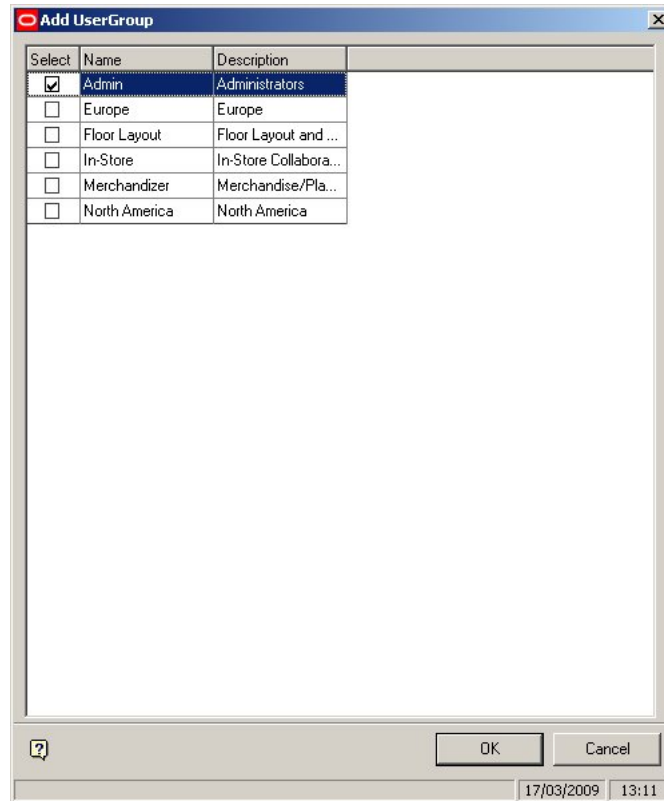 Add UserGroup
Select Name Description
Admin Administrators
Europe Europe
Floor Layout Floor Layout and ...
In-Store In-Store Collabora...
Merchandizer Merchandise/Pla...
North America North America
OK Cancel
17/03/2009 13:11